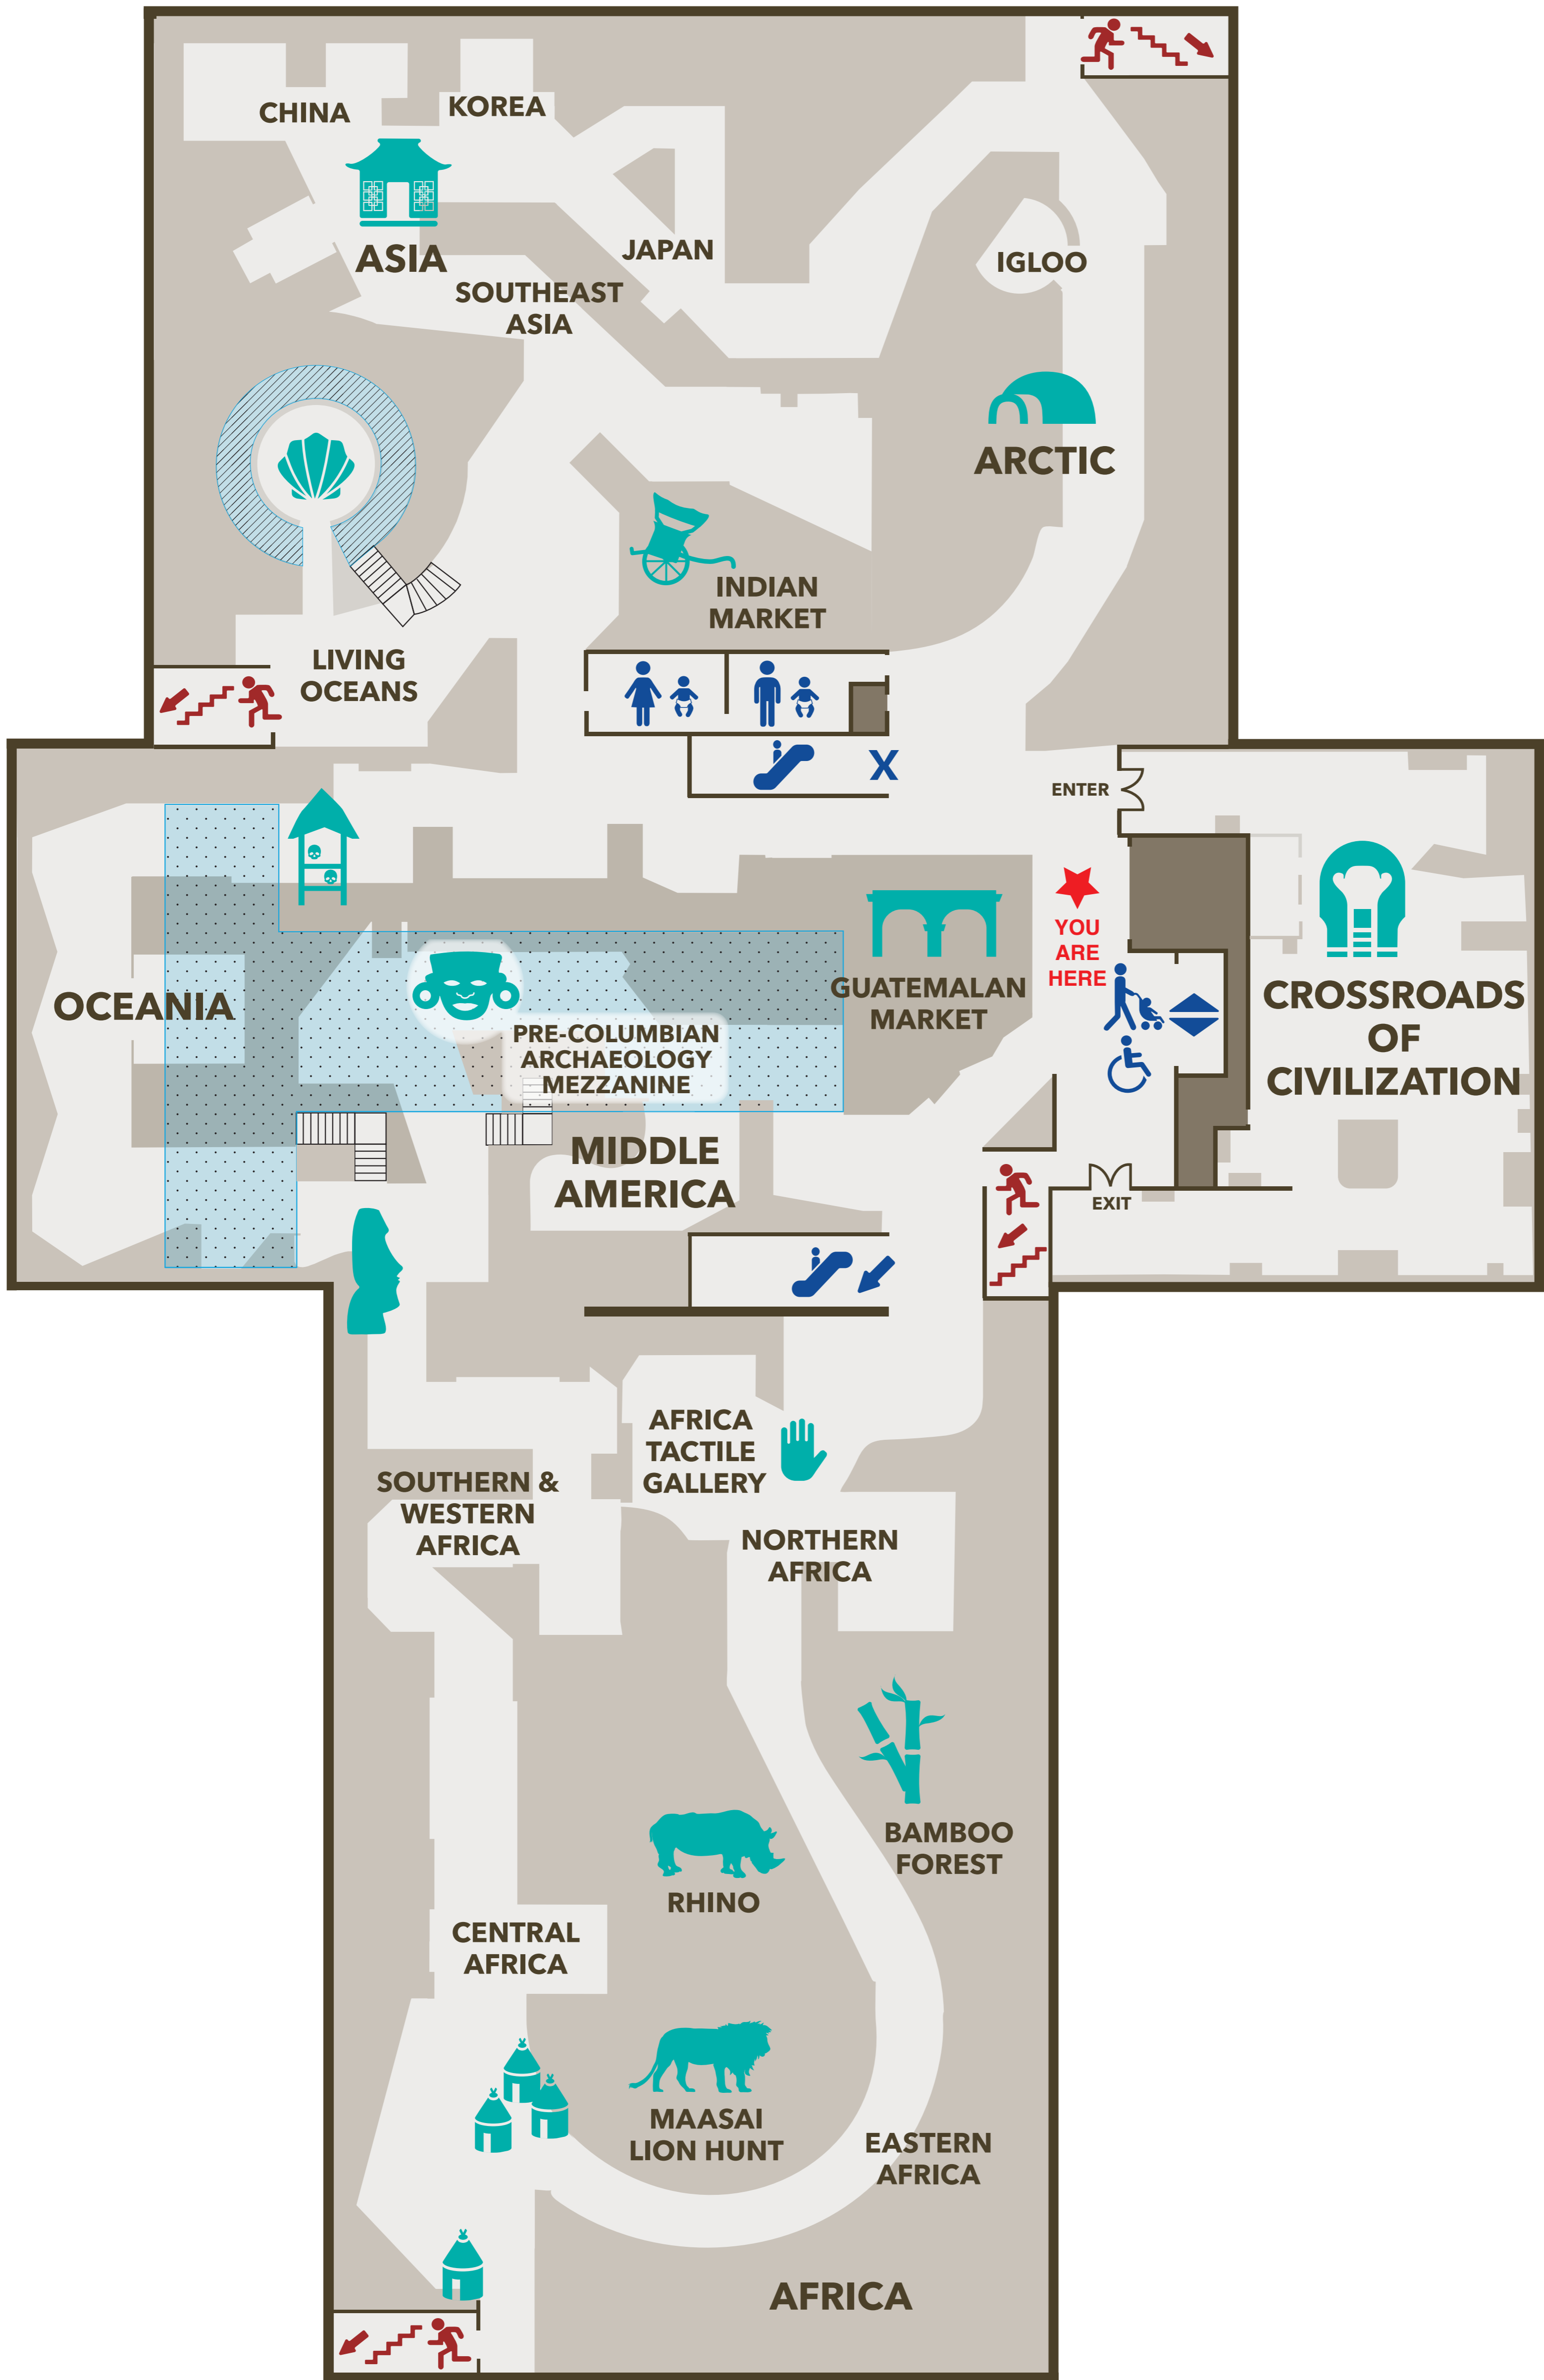 CHINA
KOREA
ASIA
JAPAN
SOUTHEAST
ASIA
IGLOO
ARCTIC
INDIAN
MARKET
LIVING
OCEANS
X
ENTER
YOU
ARE
HERE
OCEANIA
GUATEMALAN
MARKET
CROSSROADS
OF
CIVILIZATION
PRE-COLUMBIAN
ARCHAEOLOGY
MEZZANINE
MIDDLE
AMERICA
EXIT
AFRICA
TACTILE
GALLERY
SOUTHERN &
WESTERN
AFRICA
NORTHERN
AFRICA
BAMBOO
FOREST
RHINO
CENTRAL
AFRICA
MAASAI
LION HUNT
EASTERN
AFRICA
AFRICA